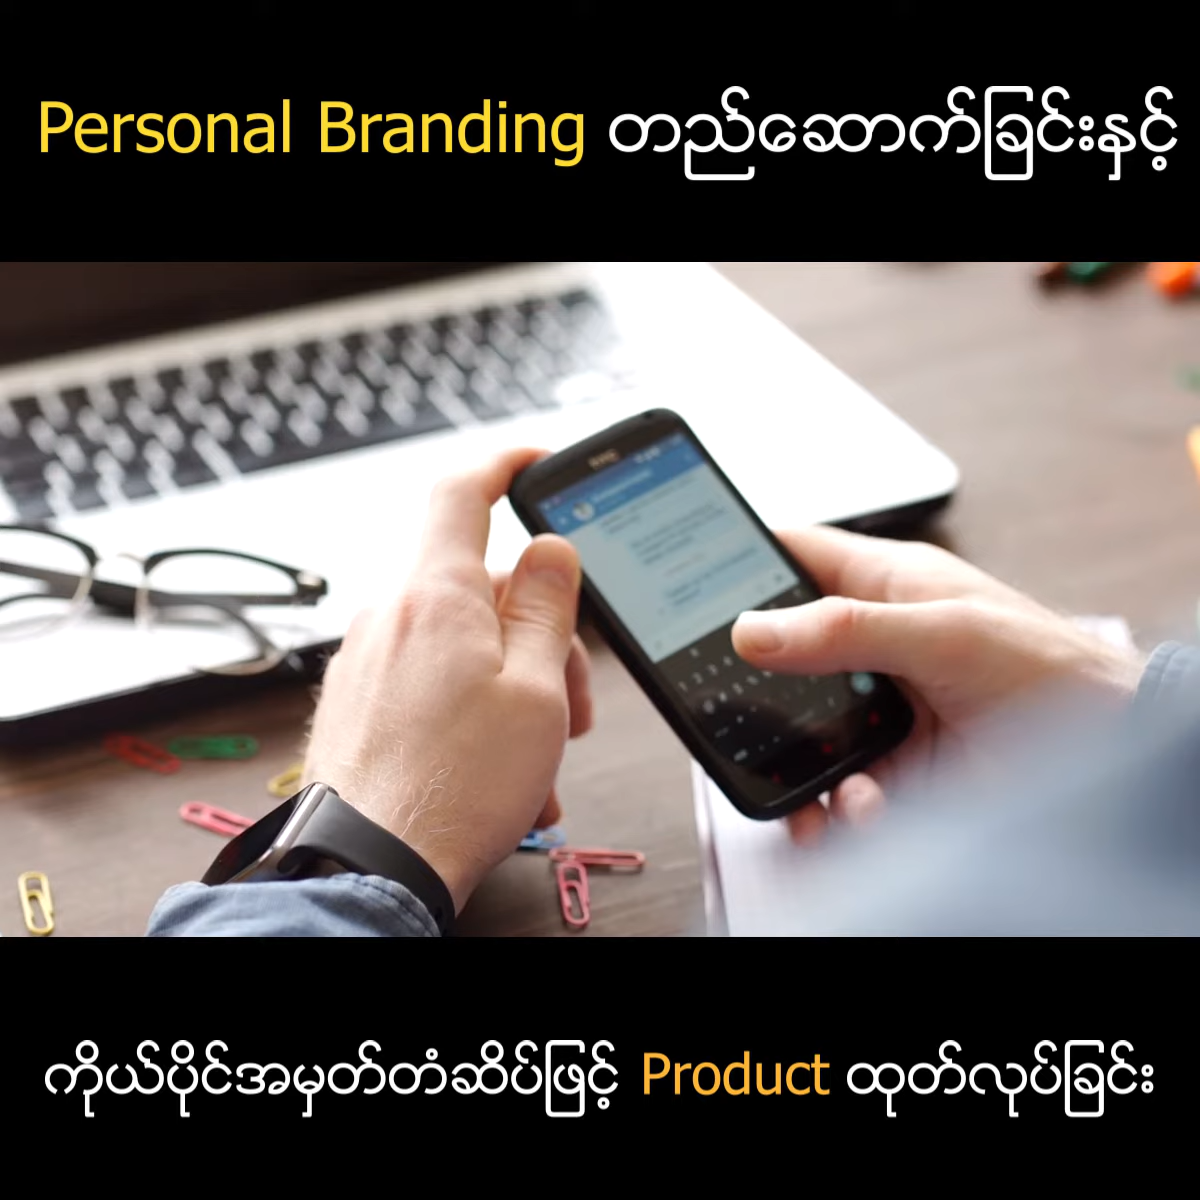 Personal Branding တည်ဆောက်ခြင်းနှင့်
ကိုယ်ပိုင်အမှတ်တံဆိပ်ဖြင့် Product ထုတ်လုပ်ခြင်း